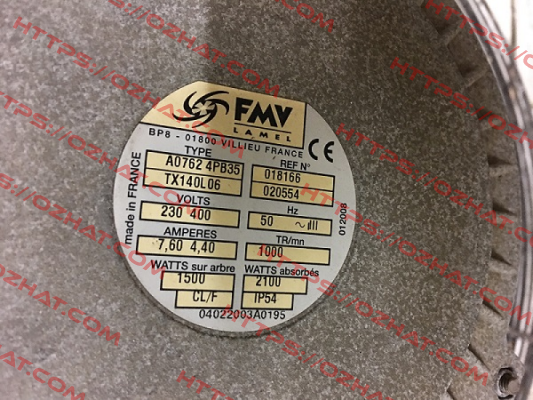 FMV
LAMEL
BP8 - 01800 VILLIEU FRANCE
CE
TYPE
A0762 4PB35
TX140L06
REF N°
018166
020554
VOLTS
230 400
Hz
50 ~ III
AMPERES
7,60 4,40
TR/mn
1000
WATTS sur arbre
1500
WATTS absorbés
2100
CL/F
IP54
04022003A0195
made in FRANCE
012008
HTTPS://OZHAT.COM